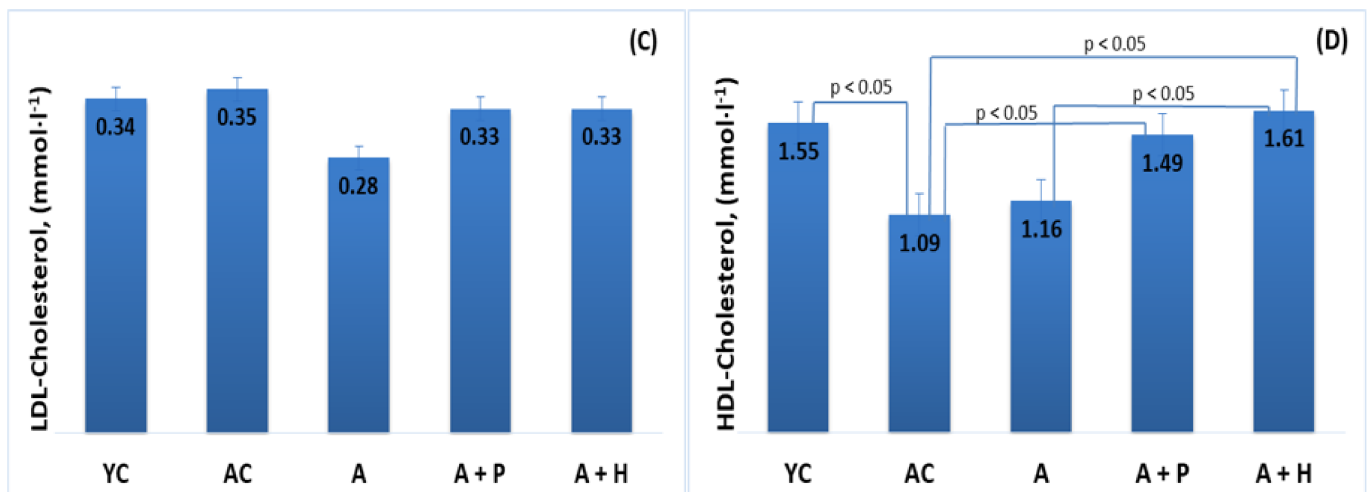 (C)
LDL-Cholesterol, (mmol·l⁻¹)
0.34
0.35
0.28
0.33
0.33
YC
AC
A
A + P
A + H
(D)
HDL-Cholesterol, (mmol·l⁻¹)
p < 0.05
p < 0.05
p < 0.05
p < 0.05
1.55
1.09
1.16
1.49
1.61
YC
AC
A
A + P
A + H